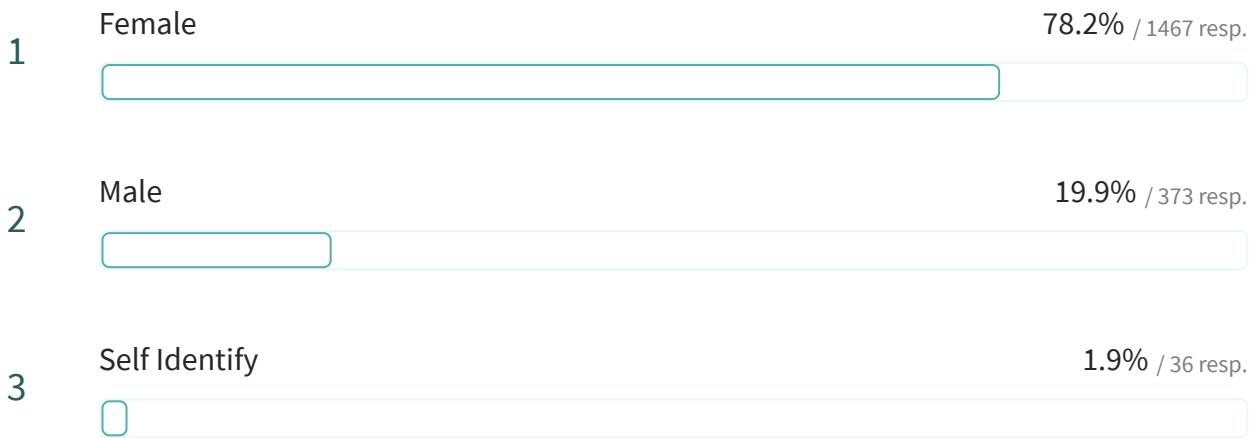 1 Female 78.2% / 1467 resp.
2 Male 19.9% / 373 resp.
3 Self Identify 1.9% / 36 resp.